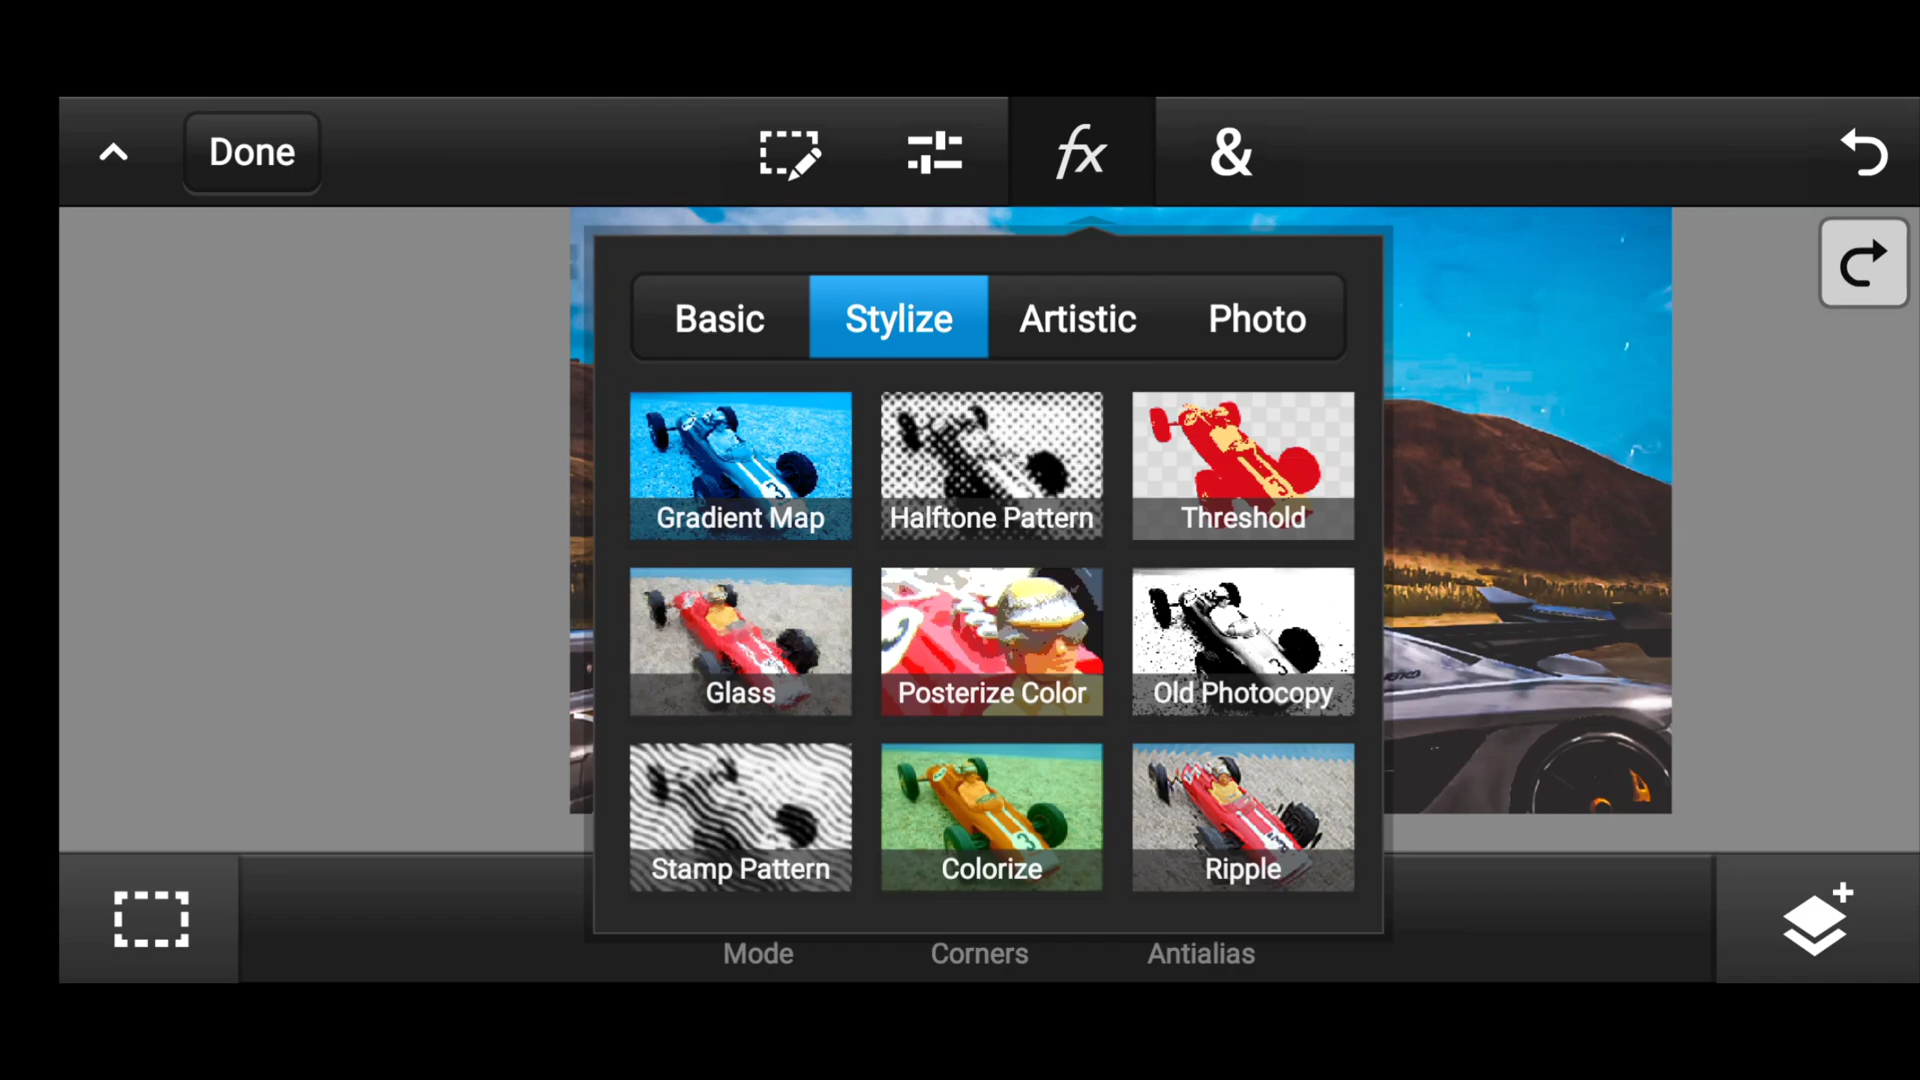 Done
fx
&
Basic
Stylize
Artistic
Photo
Gradient Map
Halftone Pattern
Threshold
Glass
Posterize Color
Old Photocopy
Stamp Pattern
Colorize
Ripple
Mode
Corners
Antialias